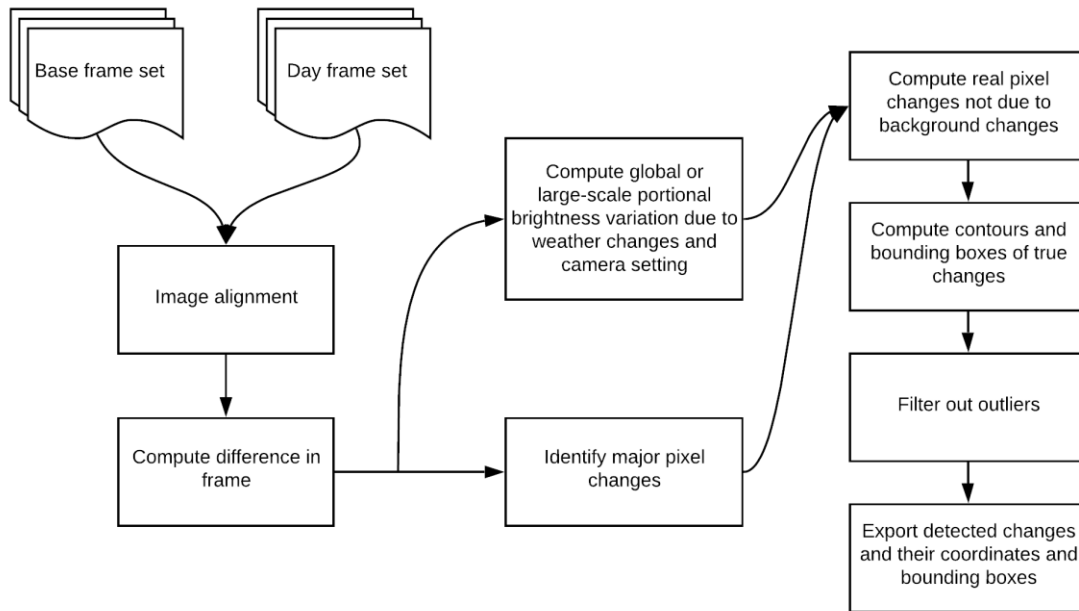 Base frame set
Day frame set
Image alignment
Compute difference in
frame
Compute global or
large-scale portional
brightness variation due to
weather changes and
camera setting
Identify major pixel
changes
Compute real pixel
changes not due to
background changes
Compute contours and
bounding boxes of true
changes
Filter out outliers
Export detected changes
and their coordinates and
bounding boxes